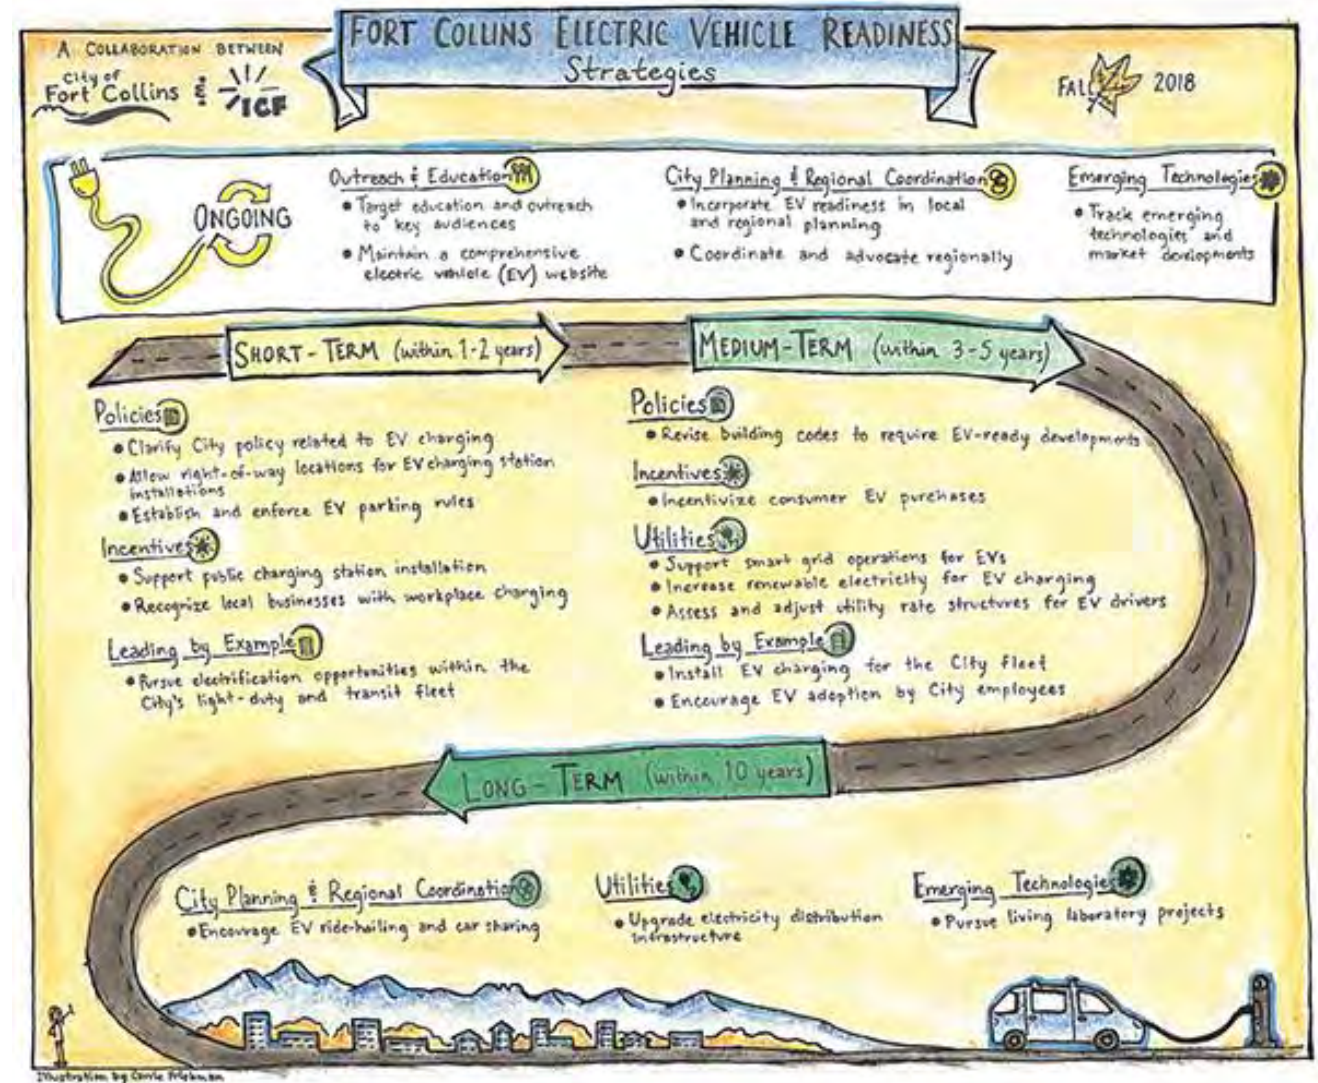 FORT COLLINS ELECTRIC VEHICLE READINESS
Strategies
A COLLABORATION BETWEEN
City of
Fort Collins & ICF
FALL 2018
ONGOING
Outreach & Education
• Target education and outreach
to key audiences
• Maintain a comprehensive
electric vehicle (EV) website
City Planning & Regional Coordination
• Incorporate EV readiness in local
and regional planning
• Coordinate and advocate regionally
Emerging Technologies
• Track emerging
technologies and
market developments
SHORT-TERM (within 1-2 years)
MEDIUM-TERM (within 3-5 years)
Policies
• Clarify City policy related to EV charging
• Allow right-of-way locations for EV charging station
installations
• Establish and enforce EV parking rules
Incentives
• Support public charging station installation
• Recognize local businesses with workplace charging
Leading by Example
• Pursue electrification opportunities within the
City's light-duty and transit fleet
Policies
• Revise building codes to require EV-ready developments
Incentives
• Incentivize consumer EV purchases
Utilities
• Support smart grid operations for EVs
• Increase renewable electricity for EV charging
• Assess and adjust utility rate structures for EV drivers
Leading by Example
• Install EV charging for the City fleet
• Encourage EV adoption by City employees
LONG-TERM (within 10 years)
City Planning & Regional Coordination
• Encourage EV ride-hailing and car sharing
Utilities
• Upgrade electricity distribution
infrastructure
Emerging Technologies
• Pursue living laboratory projects
Illustration by